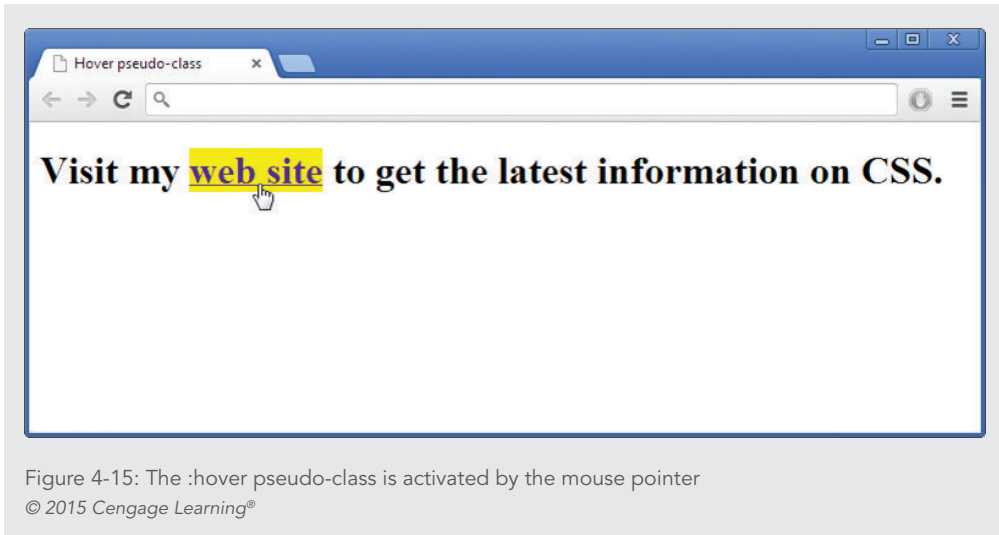 Hover pseudo-class
Visit my web site to get the latest information on CSS.
Figure 4-15: The :hover pseudo-class is activated by the mouse pointer
© 2015 Cengage Learning®